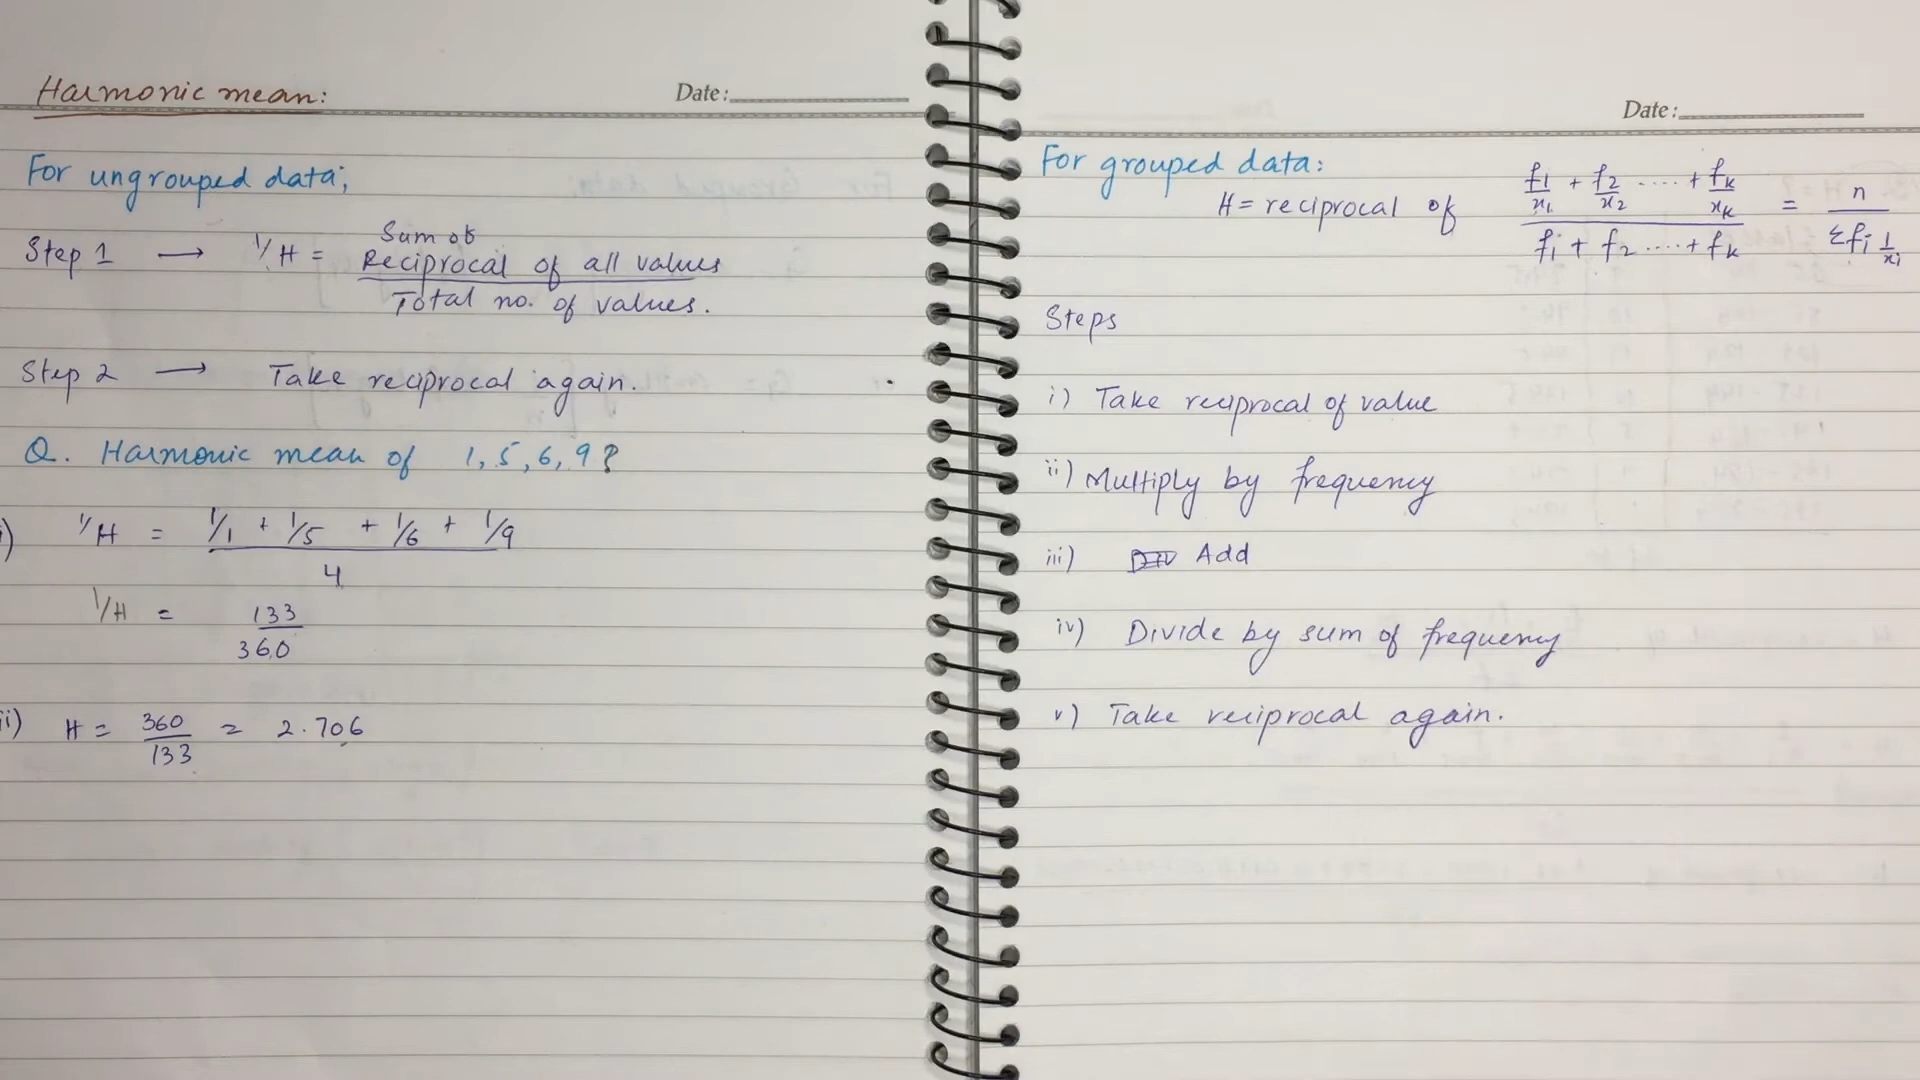 Harmonic mean:
Date:
For ungrouped data;
Step 1 → 1/H = Sum of Reciprocal of all values / Total no. of values.
Step 2 → Take reciprocal again.
Q. Harmonic mean of 1, 5, 6, 9?
i) 1/H = 1/1 + 1/5 + 1/6 + 1/9 / 4
1/H = 133/360
ii) H = 360/133 = 2.706
Date:
For grouped data:
H = reciprocal of f1/x1 + f2/x2 .... + fk/xk / f1 + f2 .... + fk = n / Σfi 1/xi
Steps
i) Take reciprocal of value
ii) Multiply by frequency
iii) Add
iv) Divide by sum of frequency
v) Take reciprocal again.